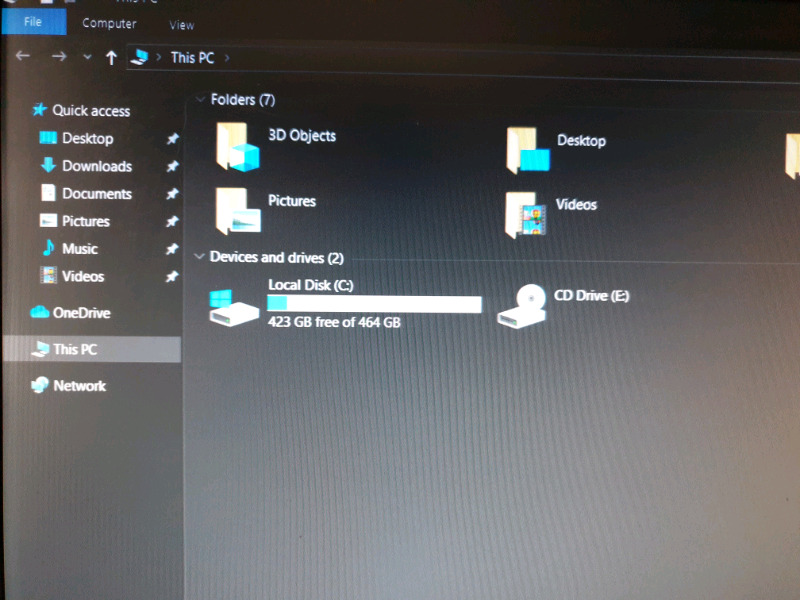 File Computer View
This PC
Quick access
Desktop
Downloads
Documents
Pictures
Music
Videos
OneDrive
This PC
Network
Folders (7)
3D Objects
Desktop
Pictures
Videos
Devices and drives (2)
Local Disk (C:)
423 GB free of 464 GB
CD Drive (E:)